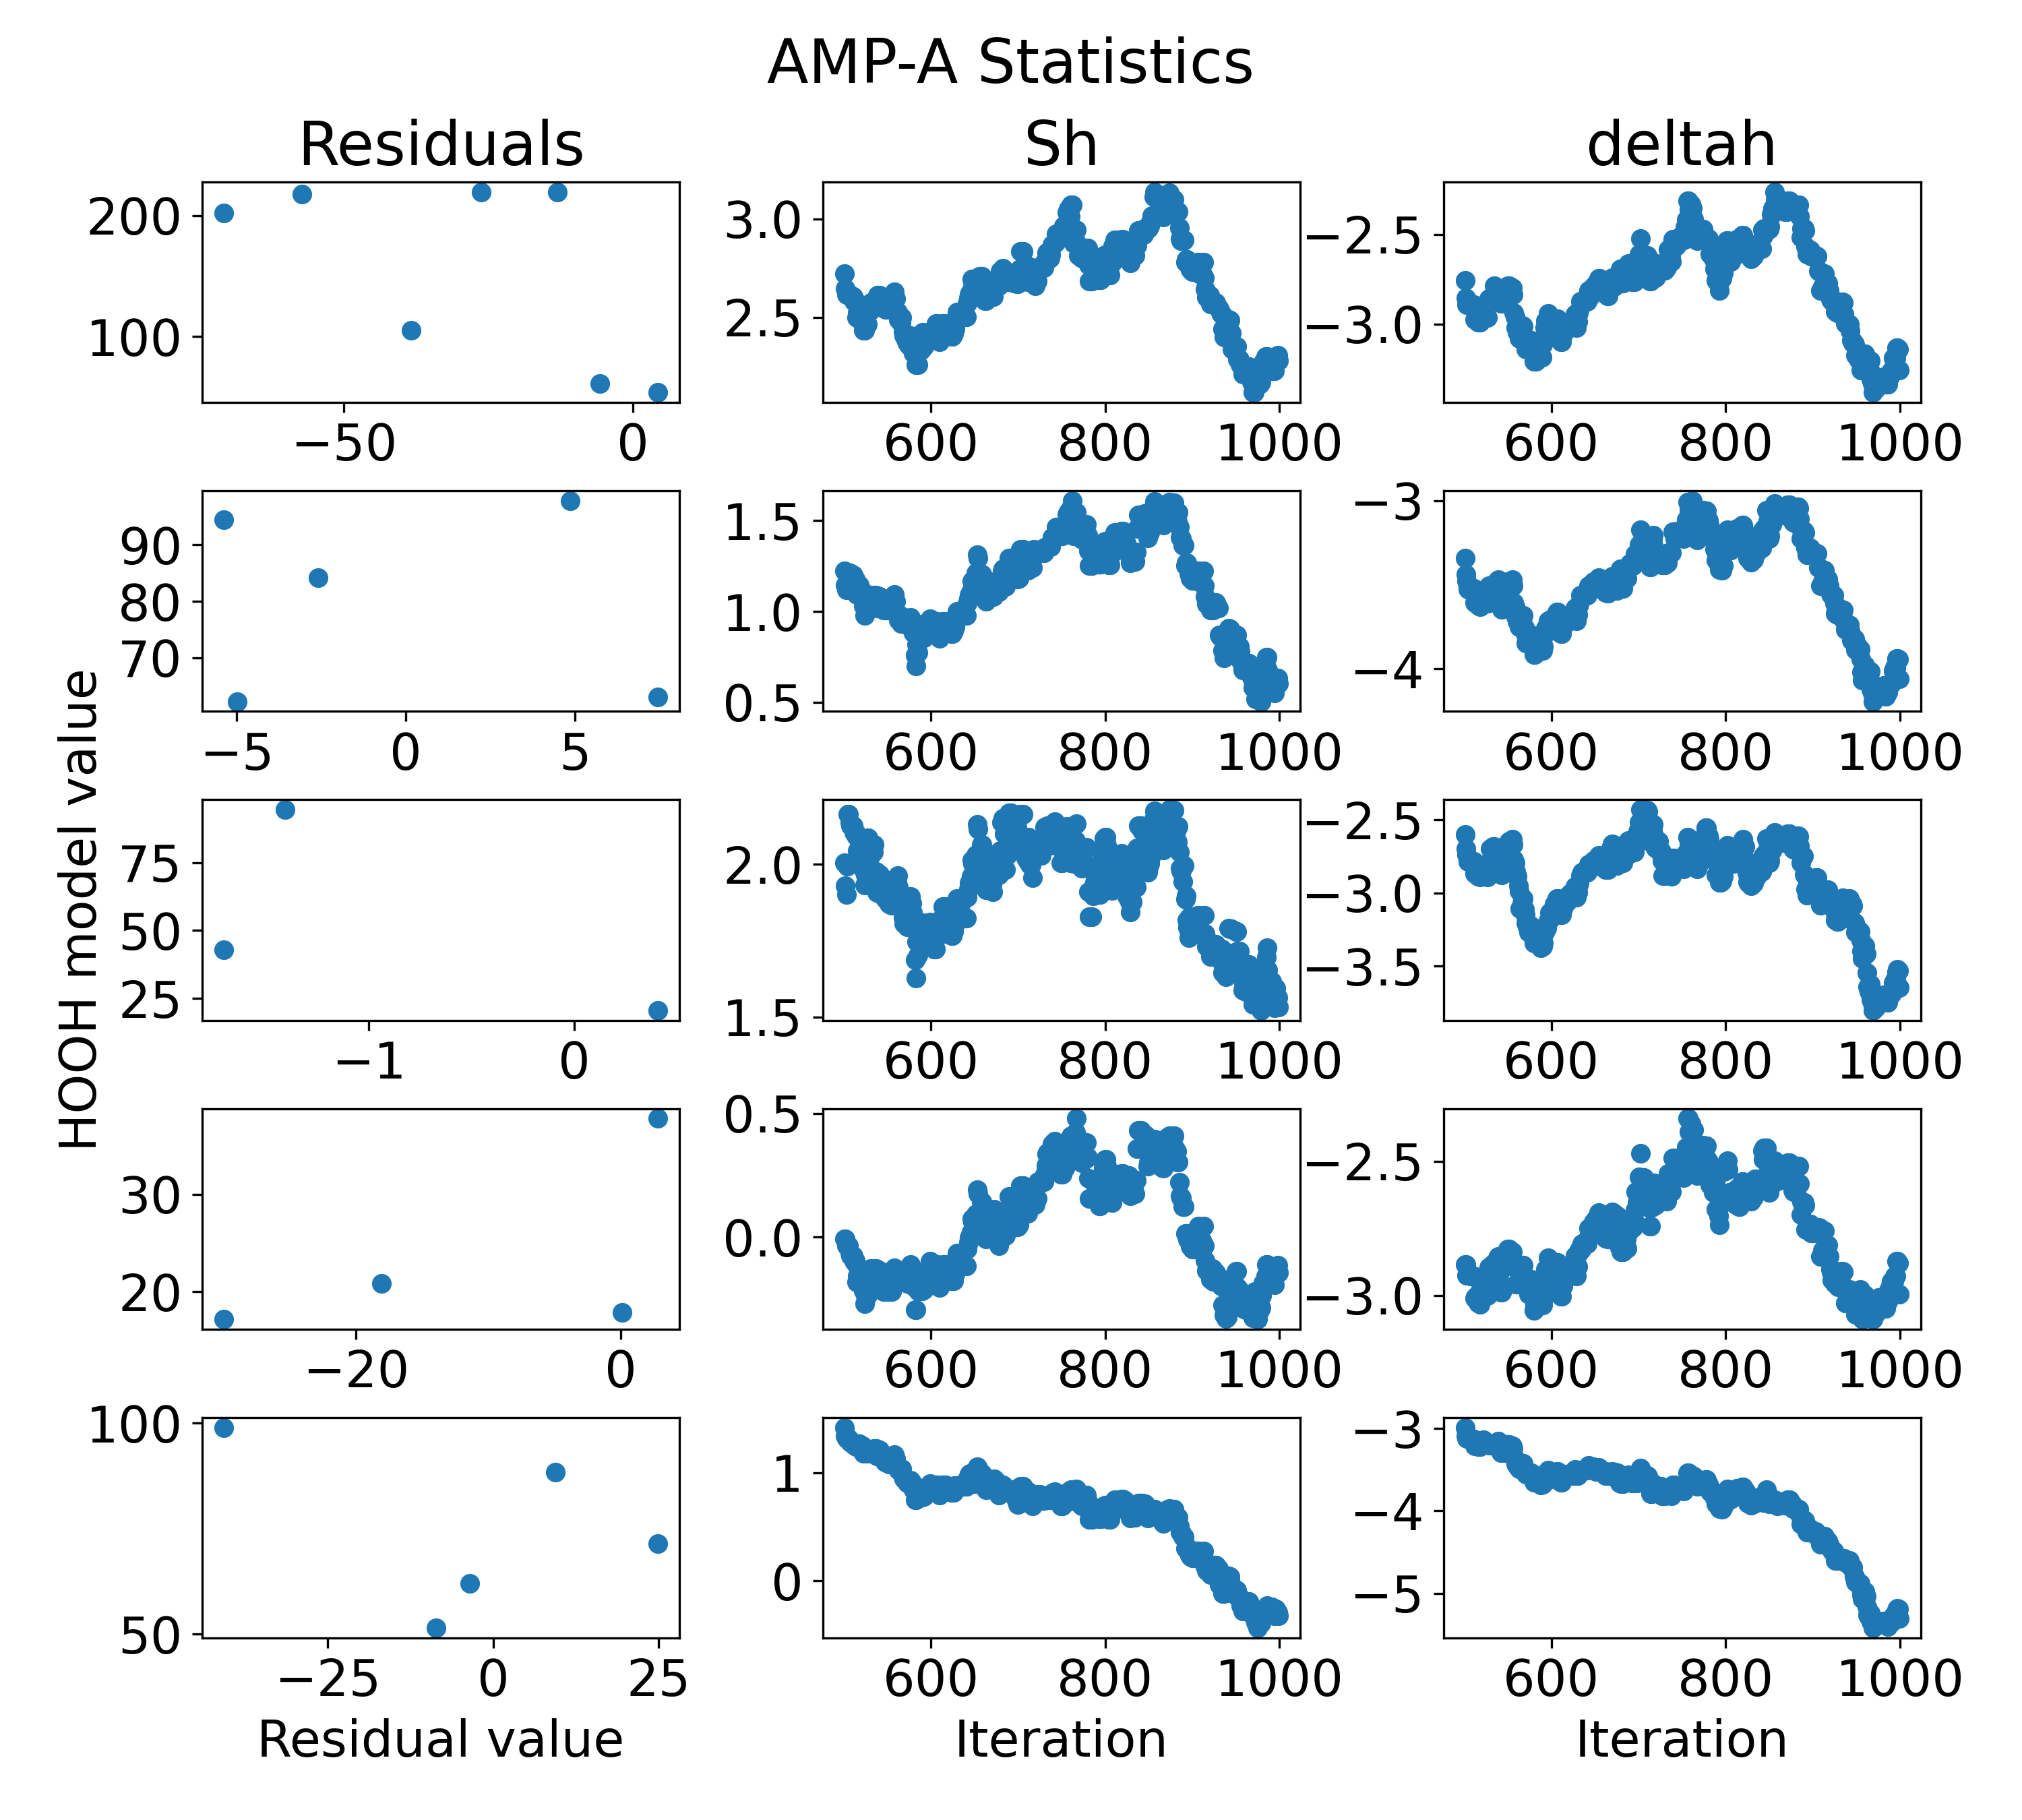 AMP-A Statistics
Residuals Sh deltah
200 3.0 −2.5
100 2.5 −3.0
−50 0 600 800 1000 600 800 1000
90 1.5 −3
80 1.0 −4
70 0.5
−5 0 5 600 800 1000 600 800 1000
HOOH model value
75 2.0 −2.5
50 1.5 −3.0
25 −3.5
−1 0 600 800 1000 600 800 1000
30 0.5 −2.5
20 0.0 −3.0
−20 0 600 800 1000 600 800 1000
100 1 −3
50 0 −4
−5
−25 0 25 600 800 1000 600 800 1000
Residual value Iteration Iteration